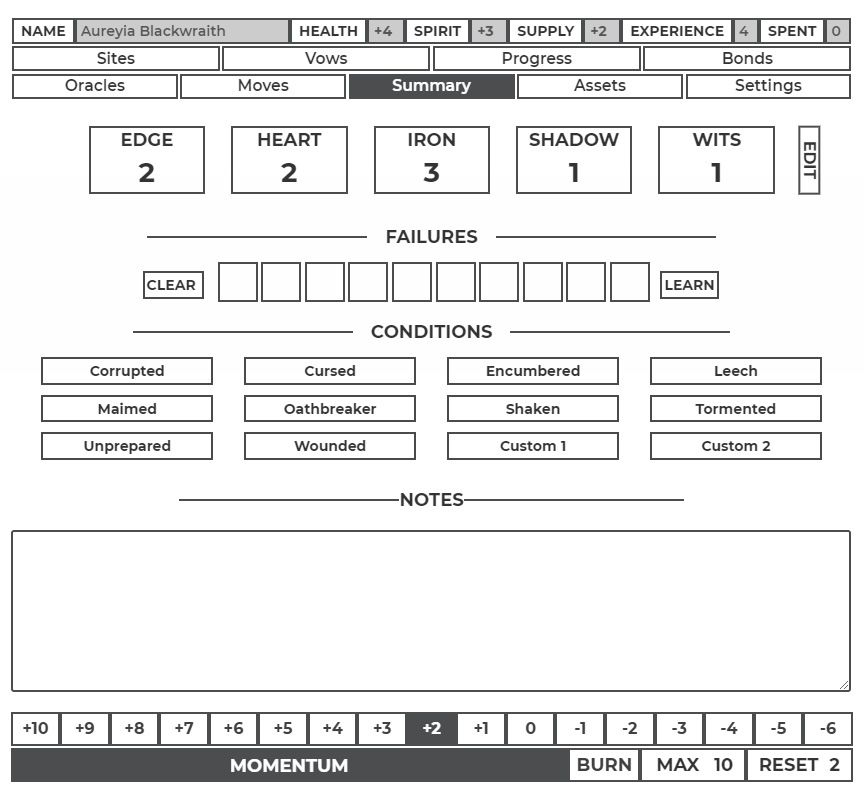 NAME Aureyia Blackwraith HEALTH +4 SPIRIT +3 SUPPLY +2 EXPERIENCE 4 SPENT 0
Sites Vows Progress Bonds
Oracles Moves Summary Assets Settings
EDGE HEART IRON SHADOW WITS EDIT
2 2 3 1 1
FAILURES
CLEAR LEARN
CONDITIONS
Corrupted Cursed Encumbered Leech
Maimed Oathbreaker Shaken Tormented
Unprepared Wounded Custom 1 Custom 2
NOTES
+10 +9 +8 +7 +6 +5 +4 +3 +2 +1 0 -1 -2 -3 -4 -5 -6
MOMENTUM BURN MAX 10 RESET 2